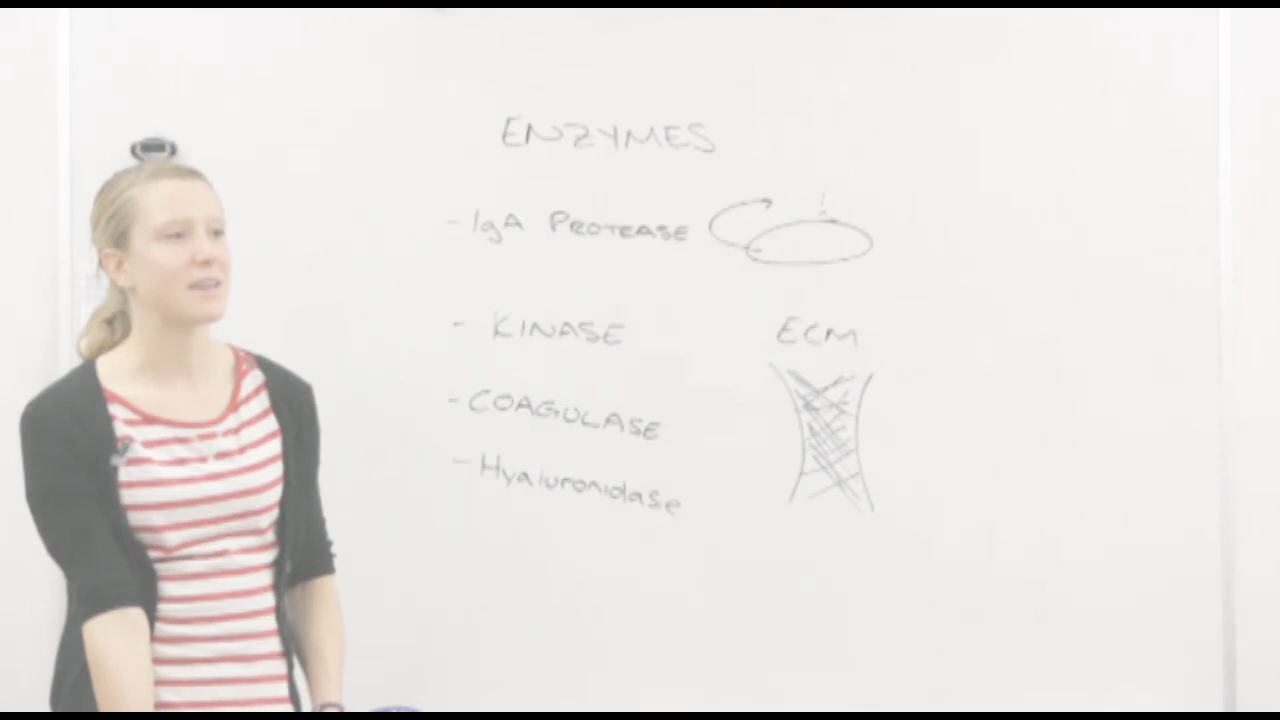 ENZYMES
- IgA PROTEASE
- KINASE
ECM
- COAGULASE
- Hyaluronidase